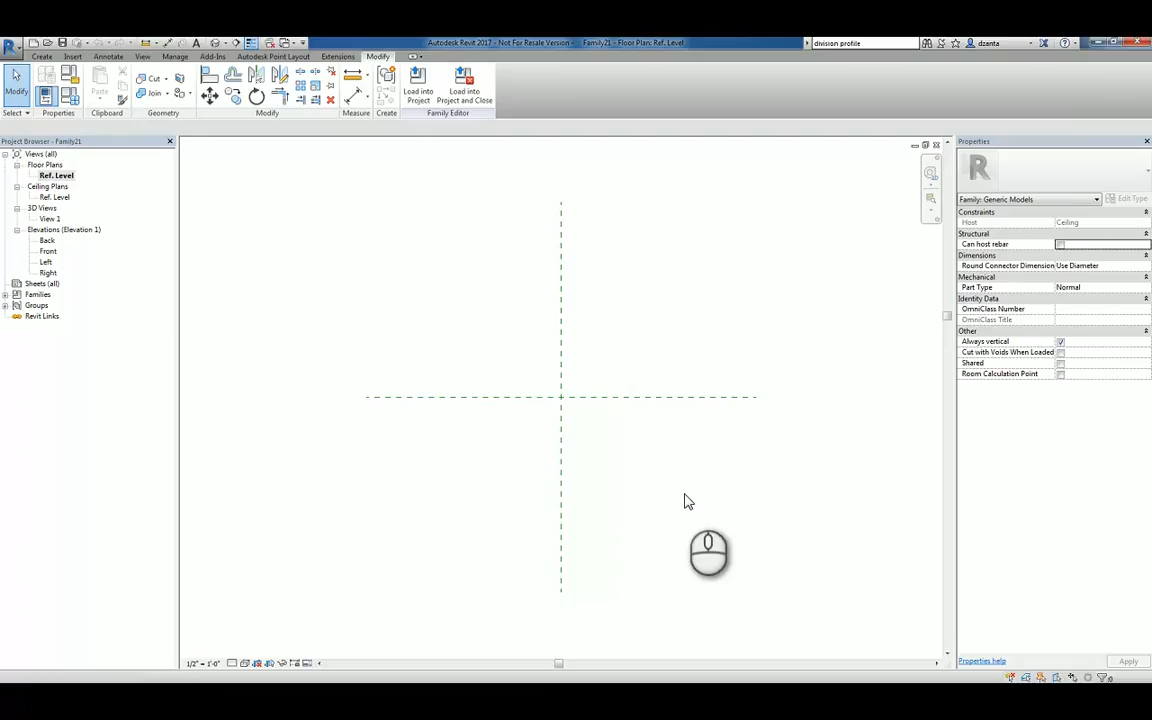 Autodesk Revit 2017 - Not For Resale Version -    Family21 - Floor Plan: Ref. Level
division profile
dzanta
Create Insert Annotate View Manage Add-Ins Autodesk Point Layout Extensions Modify
Modify
Paste
Cut
Join
Load into
Project
Load into
Project and Close
Select Properties Clipboard Geometry Modify Measure Create Family Editor
Project Browser - Family21
Views (all)
Floor Plans
Ref. Level
Ceiling Plans
Ref. Level
3D Views
View 1
Elevations (Elevation 1)
Back
Front
Left
Right
Sheets (all)
Families
Groups
Revit Links
Properties
Family: Generic Models
Edit Type
Constraints
Host Ceiling
Structural
Can host rebar
Dimensions
Round Connector Dimension Use Diameter
Mechanical
Part Type Normal
Identity Data
OmniClass Number
OmniClass Title
Other
Always vertical
Cut with Voids When Loaded
Shared
Room Calculation Point
Properties help
Apply
1/2" = 1'-0"
:0